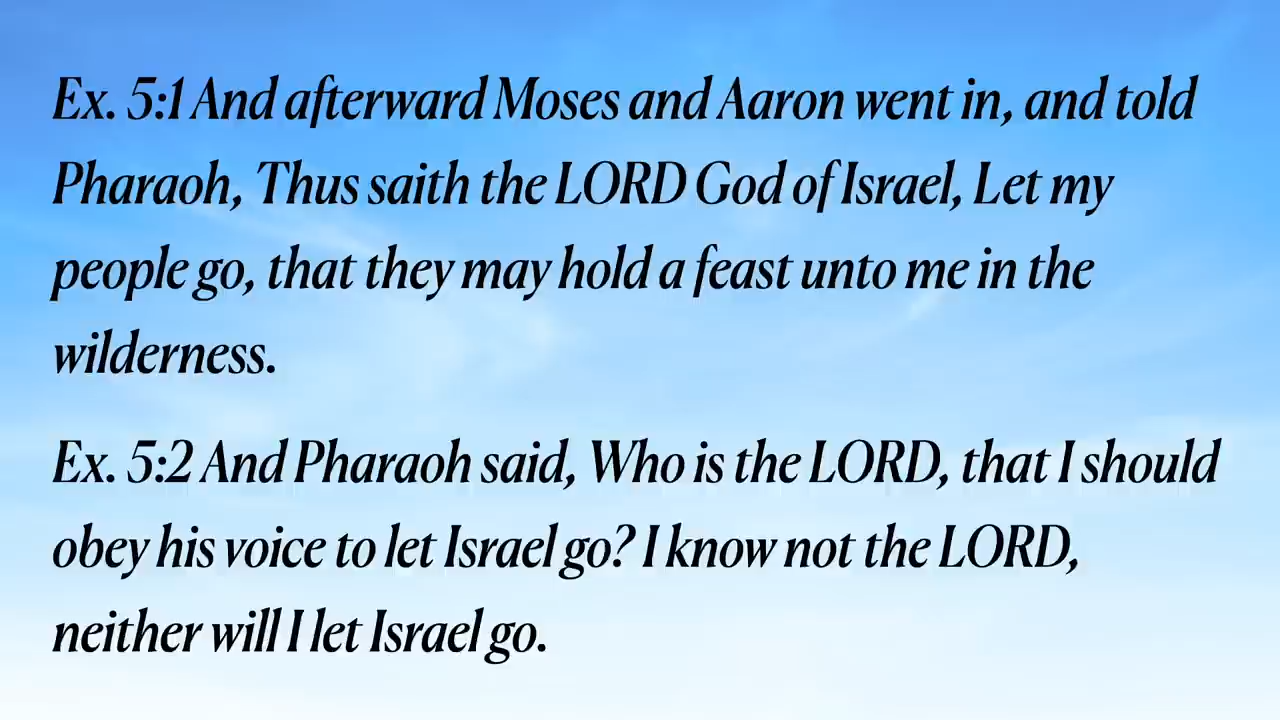 Ex. 5:1 And afterward Moses and Aaron went in, and told
Pharaoh, Thus saith the LORD God of Israel, Let my
people go, that they may hold a feast unto me in the
wilderness.
Ex. 5:2 And Pharaoh said, Who is the LORD, that I should
obey his voice to let Israel go? I know not the LORD,
neither will I let Israel go.